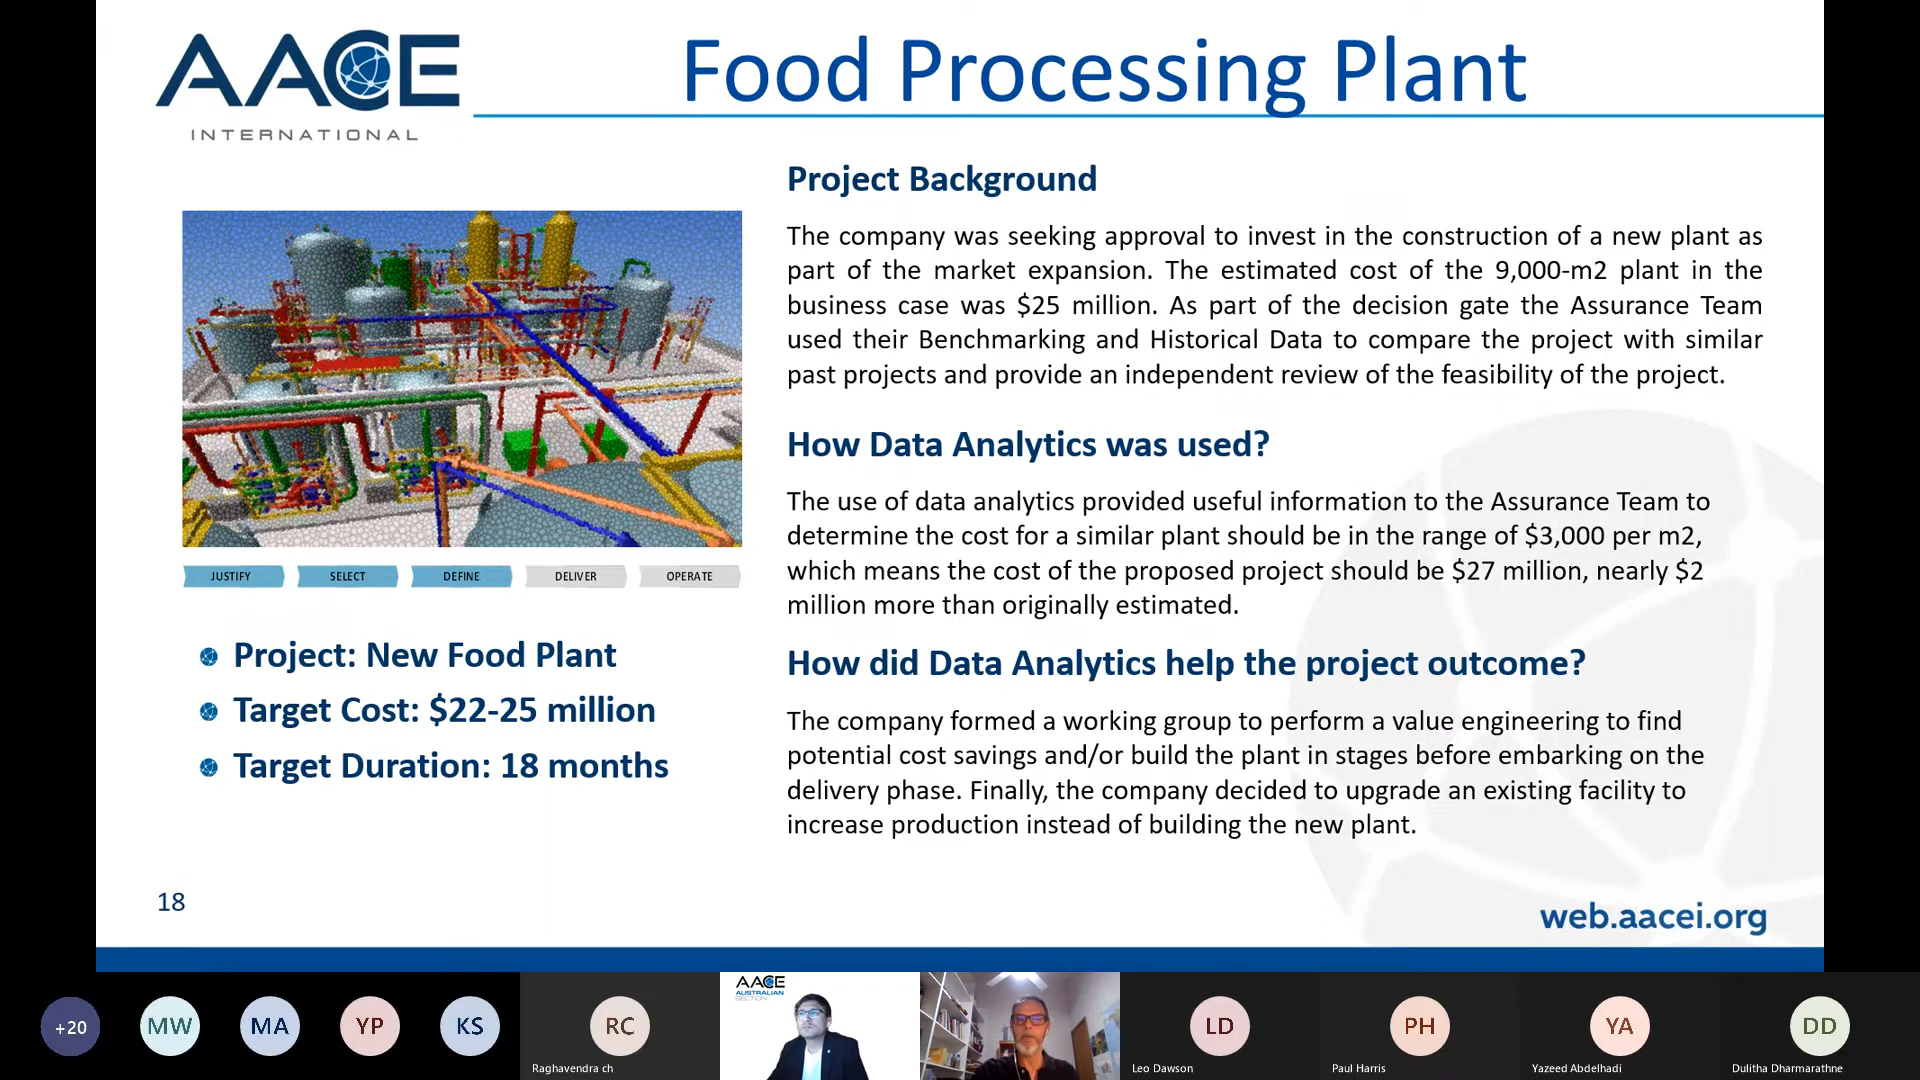 AACE
INTERNATIONAL
Food Processing Plant
JUSTIFY
SELECT
DEFINE
DELIVER
OPERATE
Project: New Food Plant
Target Cost: $22-25 million
Target Duration: 18 months
Project Background
The company was seeking approval to invest in the construction of a new plant as
part of the market expansion. The estimated cost of the 9,000-m2 plant in the
business case was $25 million. As part of the decision gate the Assurance Team
used their Benchmarking and Historical Data to compare the project with similar
past projects and provide an independent review of the feasibility of the project.
How Data Analytics was used?
The use of data analytics provided useful information to the Assurance Team to
determine the cost for a similar plant should be in the range of $3,000 per m2,
which means the cost of the proposed project should be $27 million, nearly $2
million more than originally estimated.
How did Data Analytics help the project outcome?
The company formed a working group to perform a value engineering to find
potential cost savings and/or build the plant in stages before embarking on the
delivery phase. Finally, the company decided to upgrade an existing facility to
increase production instead of building the new plant.
18
web.aacei.org
+20
MW
MA
YP
KS
RC
Raghavendra ch
AACE
AUSTRALIAN
SECTION
LD
Leo Dawson
PH
Paul Harris
YA
Yazeed Abdelhadi
DD
Dulitha Dharmarathne